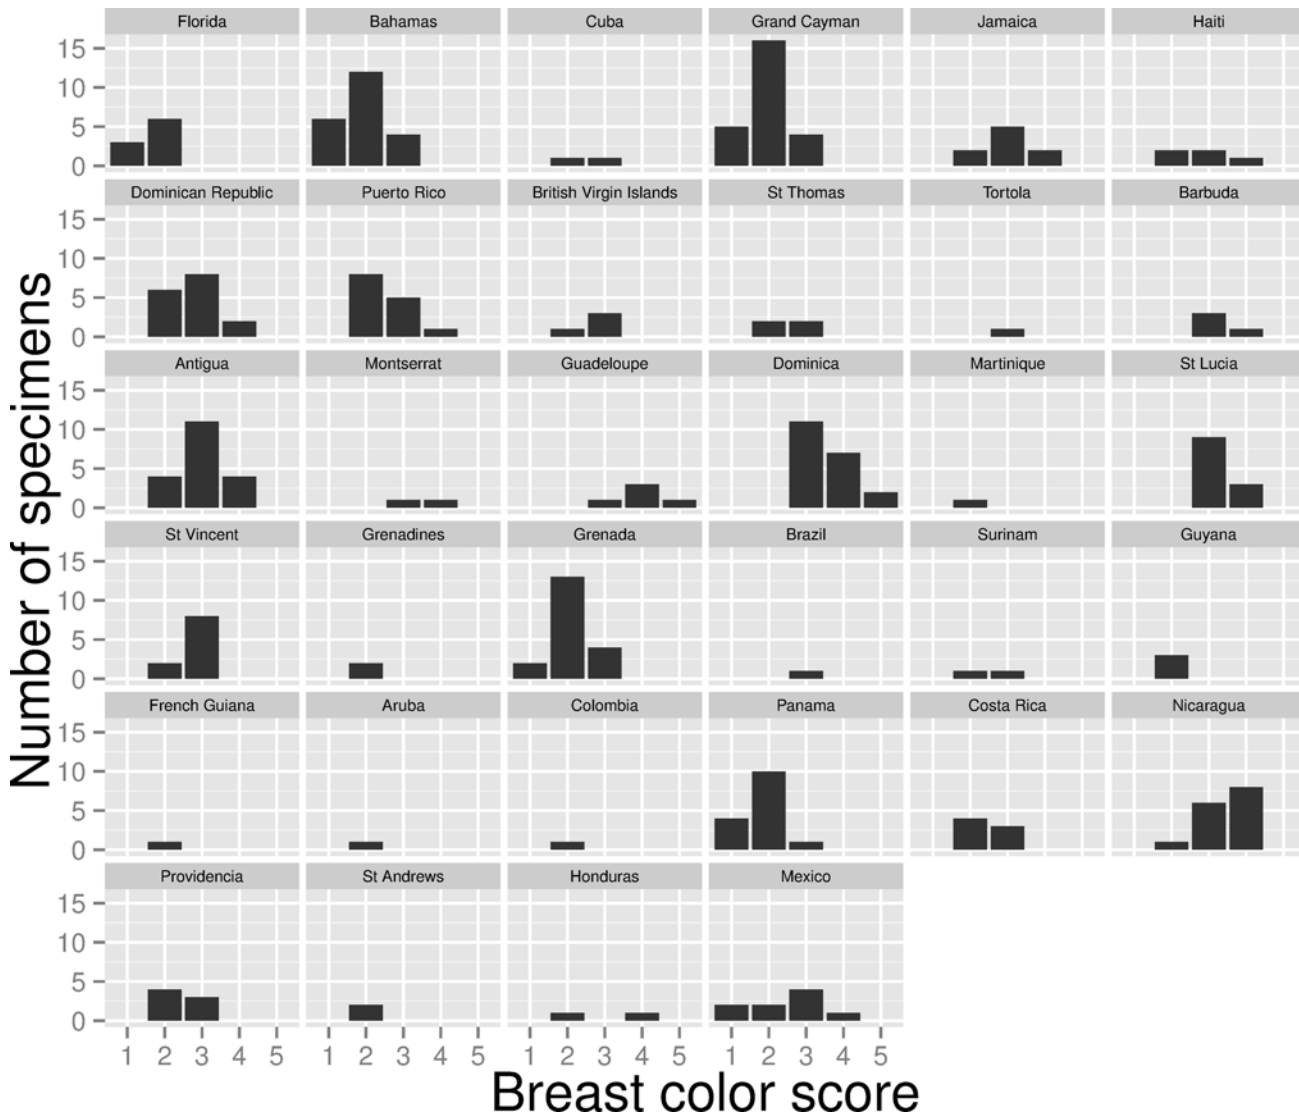 Florida Bahamas Cuba Grand Cayman Jamaica Haiti
15
10
5
0
Dominican Republic Puerto Rico British Virgin Islands St Thomas Tortola Barbuda
15
10
5
0
Antigua Montserrat Guadeloupe Dominica Martinique St Lucia
15
10
5
0
St Vincent Grenadines Grenada Brazil Surinam Guyana
15
10
5
0
French Guiana Aruba Colombia Panama Costa Rica Nicaragua
15
10
5
0
Providencia St Andrews Honduras Mexico
15
10
5
0
1 2 3 4 5 1 2 3 4 5 1 2 3 4 5 1 2 3 4 5
Breast color score
Number of specimens